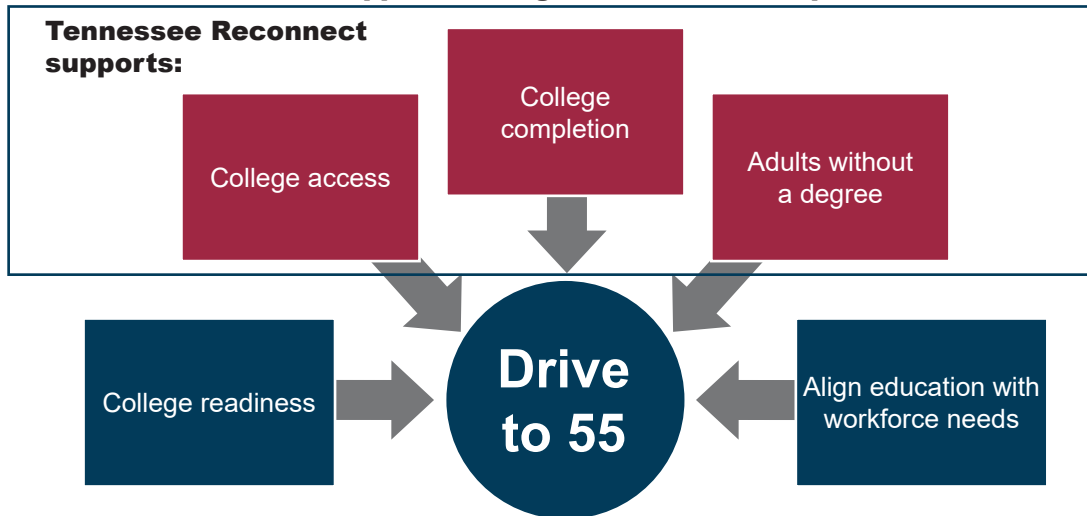 Tennessee Reconnect
supports:
College
completion
College access
Adults without
a degree
College readiness
Drive
to 55
Align education with
workforce needs